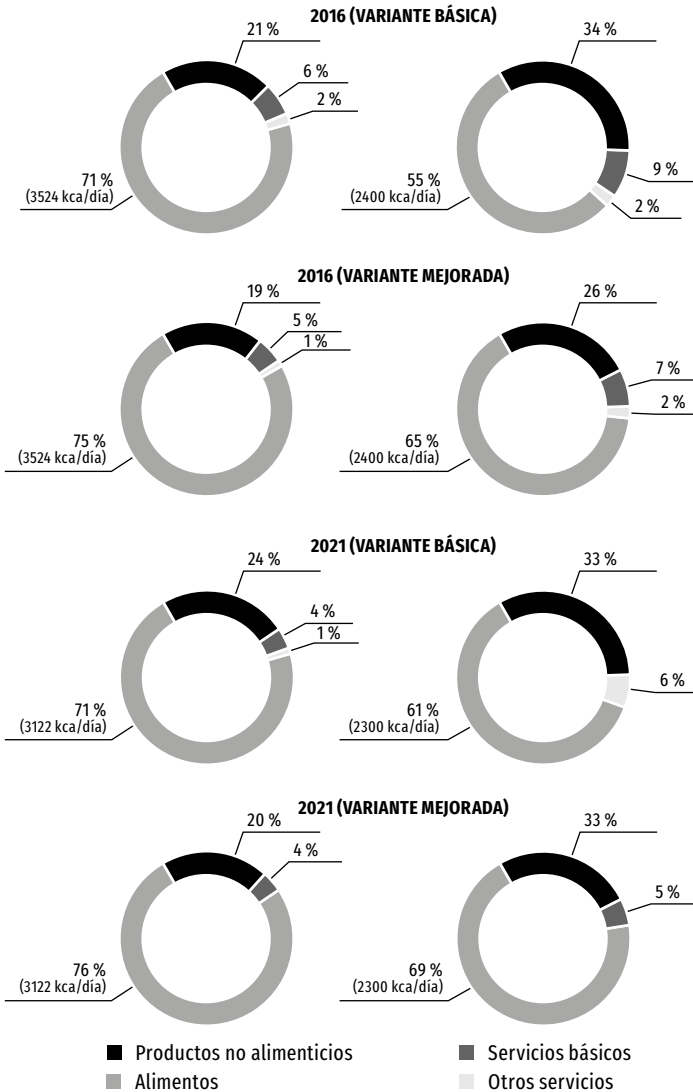 2016 (VARIANTE BÁSICA)
21 %
6 %
2 %
71 %
(3524 kca/día)
34 %
9 %
2 %
55 %
(2400 kca/día)
2016 (VARIANTE MEJORADA)
19 %
5 %
1 %
75 %
(3524 kca/día)
26 %
7 %
2 %
65 %
(2400 kca/día)
2021 (VARIANTE BÁSICA)
24 %
4 %
1 %
71 %
(3122 kca/día)
33 %
6 %
61 %
(2300 kca/día)
2021 (VARIANTE MEJORADA)
20 %
4 %
76 %
(3122 kca/día)
33 %
5 %
69 %
(2300 kca/día)
Productos no alimenticios
Servicios básicos
Alimentos
Otros servicios